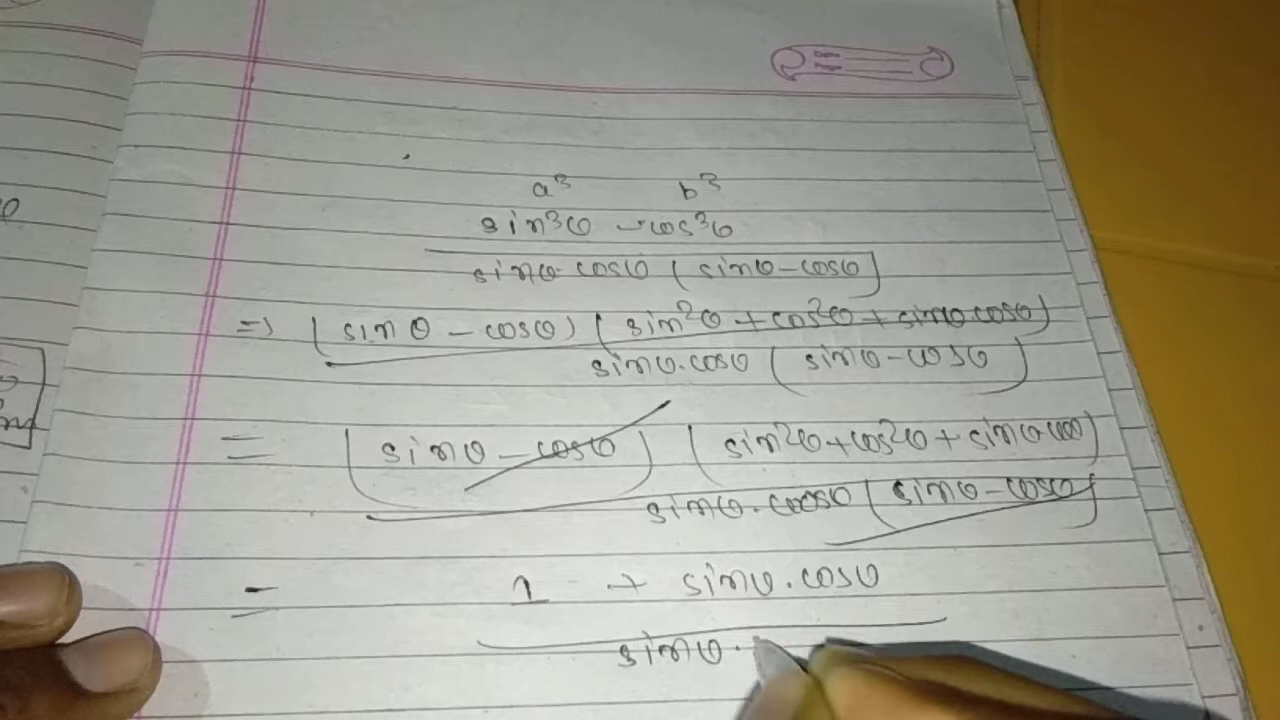 a³ b³
sin³θ - cos³θ
sinθ·cosθ (sinθ - cosθ)
=> (sinθ - cosθ) (sin²θ + cos²θ + sinθ cosθ)
sinθ·cosθ (sinθ - cosθ)
= (sinθ - cosθ) (sin²θ + cos²θ + sinθ cosθ)
sinθ·cosθ (sinθ - cosθ)
= 1 + sinθ·cosθ
sinθ·